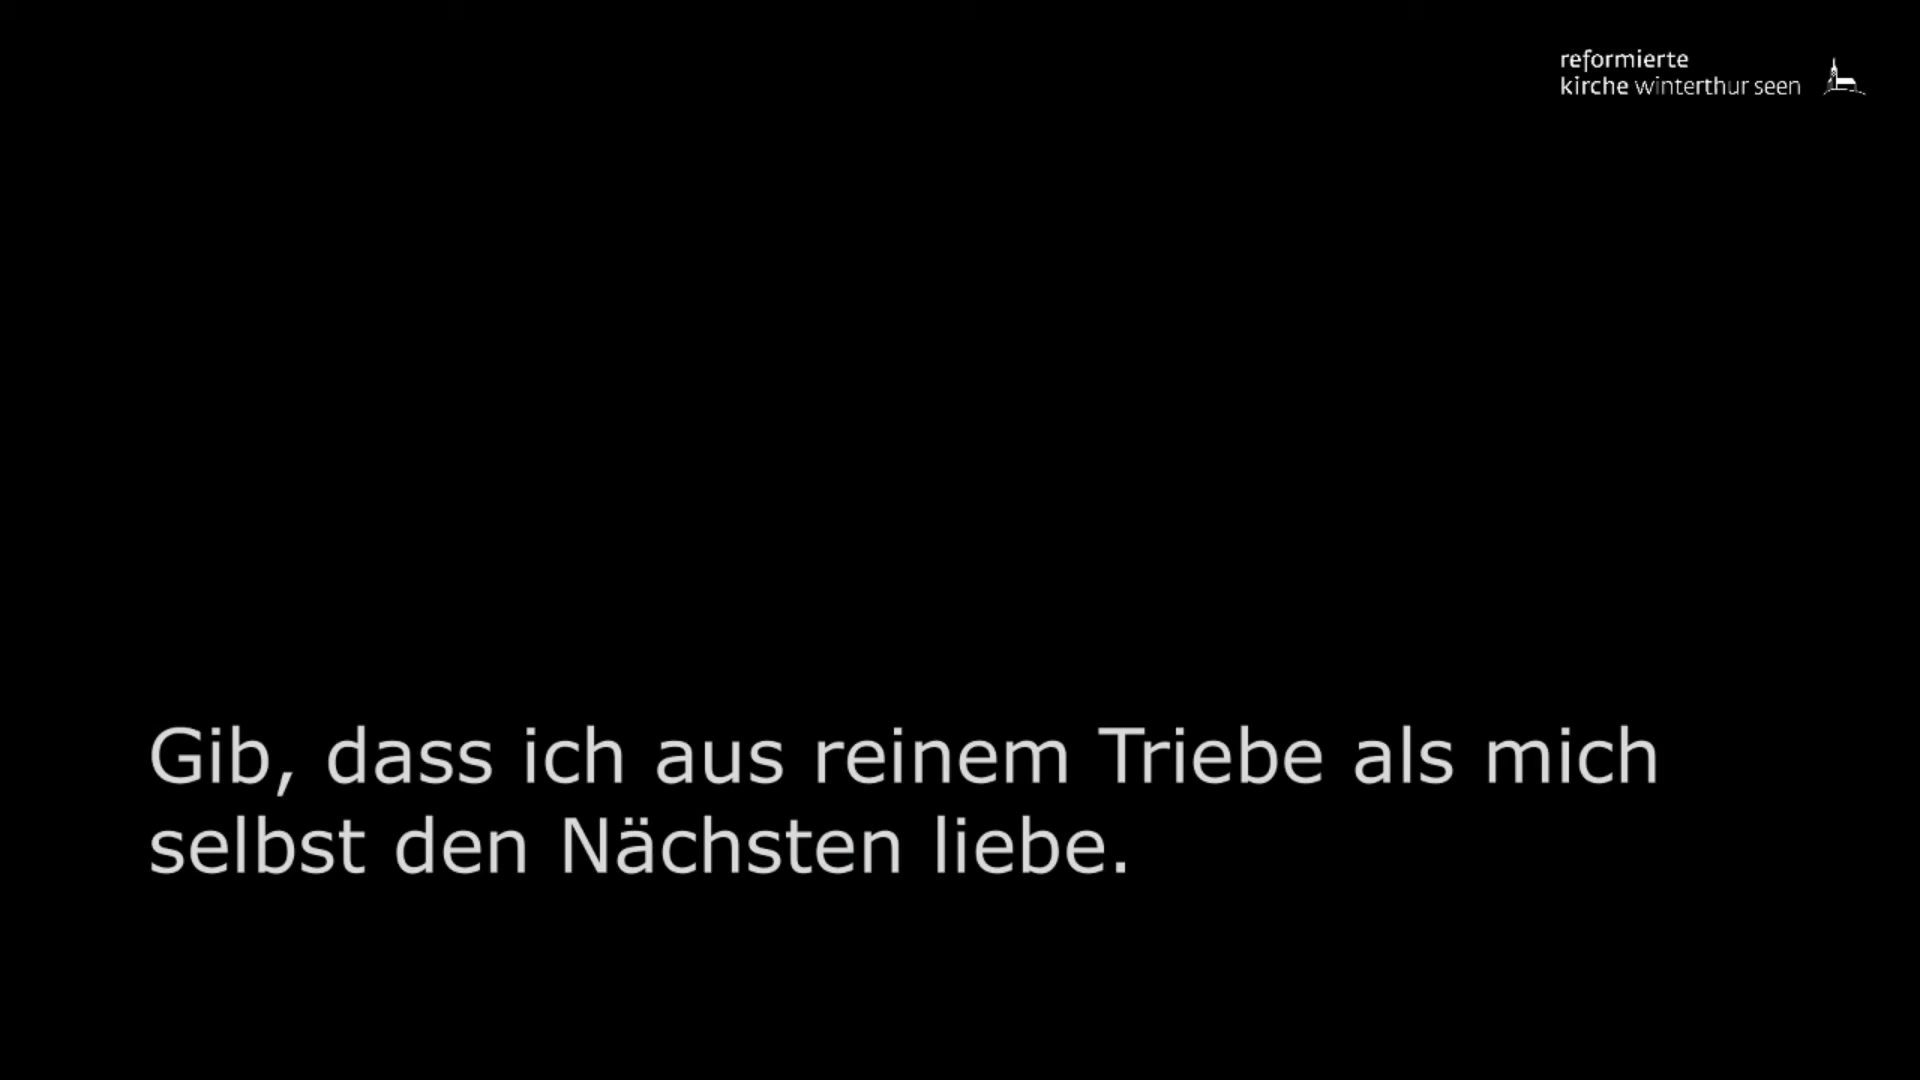 reformierte
kirche winterthur seen
Gib, dass ich aus reinem Triebe als mich
selbst den Nächsten liebe.